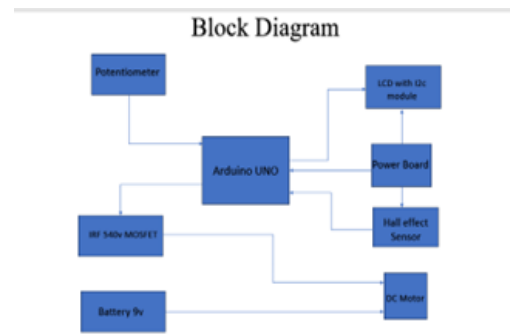 Block Diagram
Potentiometer
LCD with I2c
module
Arduino UNO
Power Board
Hall effect
Sensor
IRF 540v MOSFET
Battery 9v
DC Motor